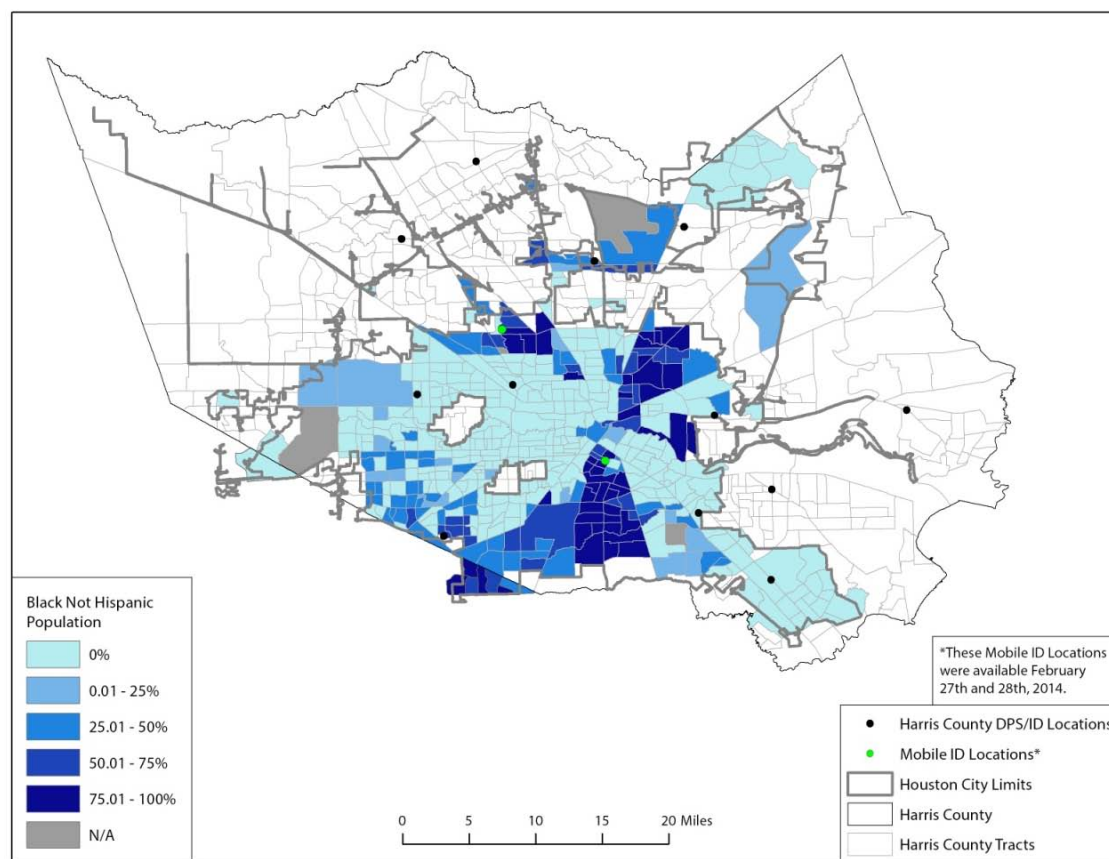 *These Mobile ID Locations
were available February
27th and 28th, 2014.
Black Not Hispanic
Population
0%
0.01 - 25%
25.01 - 50%
50.01 - 75%
75.01 - 100%
N/A
0 5 10 20 Miles
Harris County DPS/ID Locations
Mobile ID Locations*
Houston City Limits
Harris County
Harris County Tracts